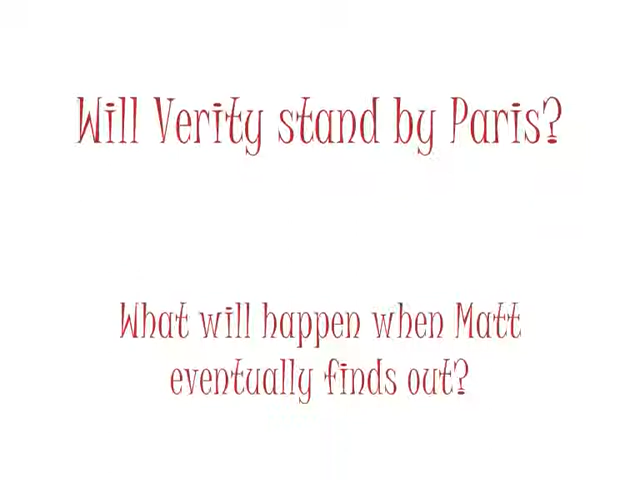 Will Verity stand by Paris?
What will happen when Matt
eventually finds out?